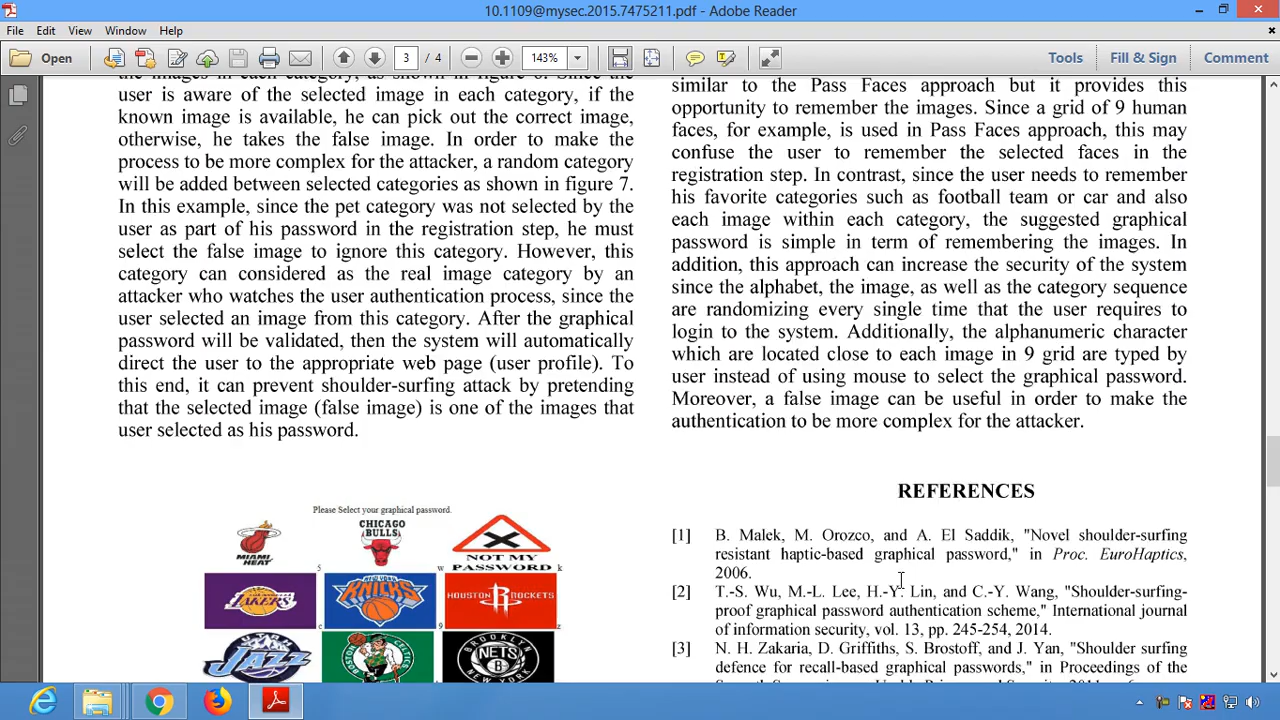 10.1109@mysec.2015.7475211.pdf - Adobe Reader
File Edit View Window Help
Open 3 / 4 143% Tools Fill & Sign Comment
the images in each category, as shown in figure 6. Since the
user is aware of the selected image in each category, if the
known image is available, he can pick out the correct image,
otherwise, he takes the false image. In order to make the
process to be more complex for the attacker, a random category
will be added between selected categories as shown in figure 7.
In this example, since the pet category was not selected by the
user as part of his password in the registration step, he must
select the false image to ignore this category. However, this
category can considered as the real image category by an
attacker who watches the user authentication process, since the
user selected an image from this category. After the graphical
password will be validated, then the system will automatically
direct the user to the appropriate web page (user profile). To
this end, it can prevent shoulder-surfing attack by pretending
that the selected image (false image) is one of the images that
user selected as his password.
Please Select your graphical password.
MIAMI HEAT 5
CHICAGO BULLS w
NOT MY PASSWORD k
LAKERS e
NEW YORK KNICKS 9
HOUSTON ROCKETS r
UTAH JAZZ
BOSTON CELTICS
BROOKLYN NETS NEW YORK
similar to the Pass Faces approach but it provides this
opportunity to remember the images. Since a grid of 9 human
faces, for example, is used in Pass Faces approach, this may
confuse the user to remember the selected faces in the
registration step. In contrast, since the user needs to remember
his favorite categories such as football team or car and also
each image within each category, the suggested graphical
password is simple in term of remembering the images. In
addition, this approach can increase the security of the system
since the alphabet, the image, as well as the category sequence
are randomizing every single time that the user requires to
login to the system. Additionally, the alphanumeric character
which are located close to each image in 9 grid are typed by
user instead of using mouse to select the graphical password.
Moreover, a false image can be useful in order to make the
authentication to be more complex for the attacker.
REFERENCES
[1] B. Malek, M. Orozco, and A. El Saddik, "Novel shoulder-surfing
resistant haptic-based graphical password," in Proc. EuroHaptics,
2006.
[2] T.-S. Wu, M.-L. Lee, H.-Y. Lin, and C.-Y. Wang, "Shoulder-surfing-
proof graphical password authentication scheme," International journal
of information security, vol. 13, pp. 245-254, 2014.
[3] N. H. Zakaria, D. Griffiths, S. Brostoff, and J. Yan, "Shoulder surfing
defence for recall-based graphical passwords," in Proceedings of the